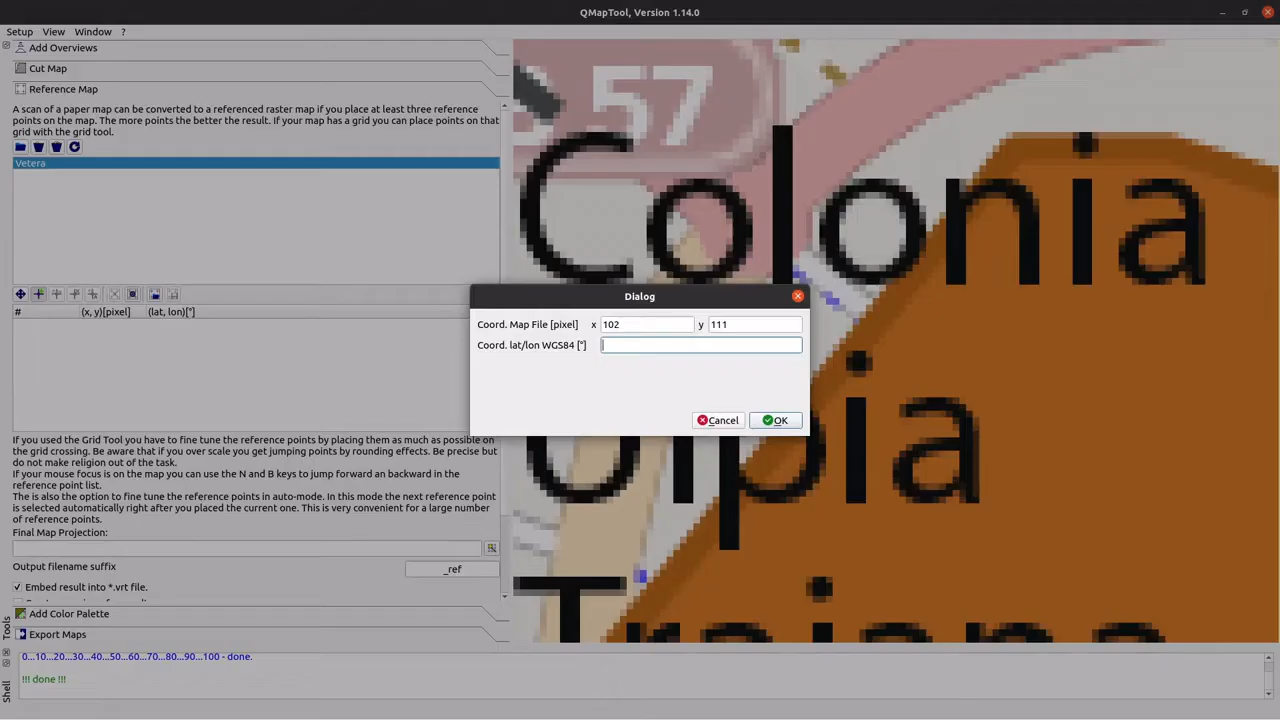 QMapTool, Version 1.14.0
Setup View Window ?
Add Overviews
Cut Map
Reference Map
A scan of a paper map can be converted to a referenced raster map if you place at least three reference
points on the map. The more points the better the result. If your map has a grid you can place points on that
grid with the grid tool.
Vetera
# (x, y)[pixel] (lat, lon)[°]
If you used the Grid Tool you have to fine tune the reference points by placing them as much as possible on
the grid crossing. Be aware that if you over scale you get jumping points by rounding effects. Be precise but
do not make religion out of the task.
If your mouse focus is on the map you can use the N and B keys to jump forward an backward in the
reference point list.
The is also the option to fine tune the reference points in auto-mode. In this mode the next reference point
is selected automatically right after you placed the current one. This is very convenient for a large number
of reference points.
Final Map Projection:
Output filename suffix _ref
Embed result into *.vrt file.
Add Color Palette
Export Maps
Tools
Shell
0...10...20...30...40...50...60...70...80...90...100 - done.
!!! done !!!
57
Colonia
Ulpia
Traiana
Dialog
Coord. Map File [pixel] x 102 y 111
Coord. lat/lon WGS84 [°]
Cancel OK